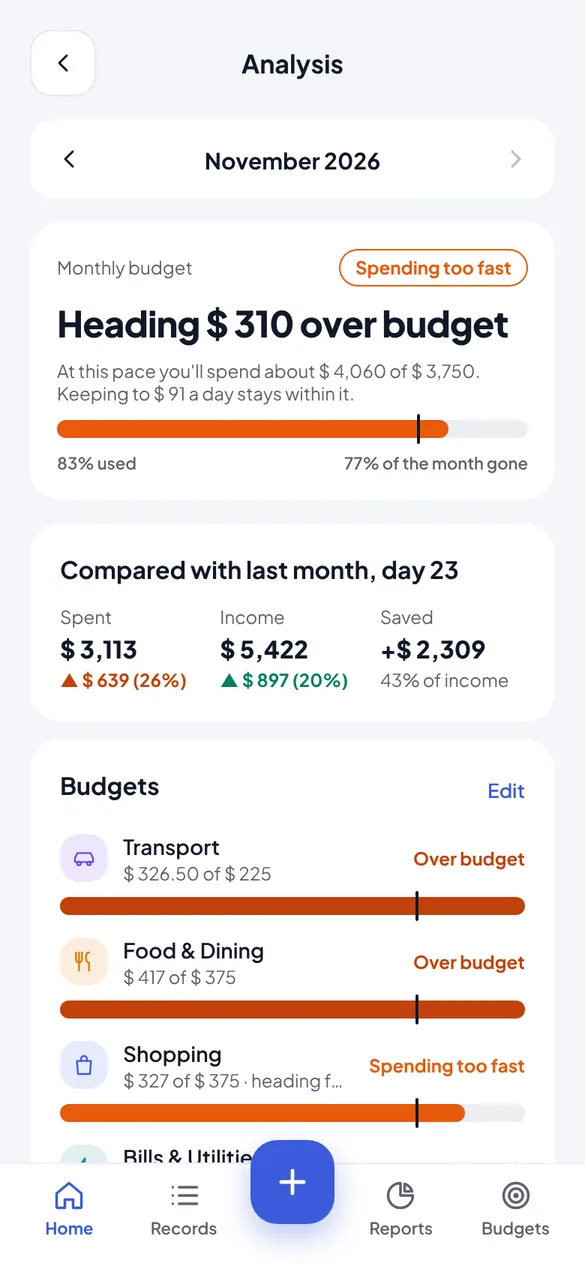 Analysis
November 2026
Monthly budget
Spending too fast
Heading $ 310 over budget
At this pace you'll spend about $ 4,060 of $ 3,750.
Keeping to $ 91 a day stays within it.
83% used
77% of the month gone
Compared with last month, day 23
Spent
Income
Saved
$ 3,113
$ 5,422
+$ 2,309
▲ $ 639 (26%)
▲ $ 897 (20%)
43% of income
Budgets
Edit
Transport
$ 326.50 of $ 225
Over budget
Food & Dining
$ 417 of $ 375
Over budget
Shopping
$ 327 of $ 375 · heading f...
Spending too fast
Bills & Utilitie
Home
Records
Reports
Budgets